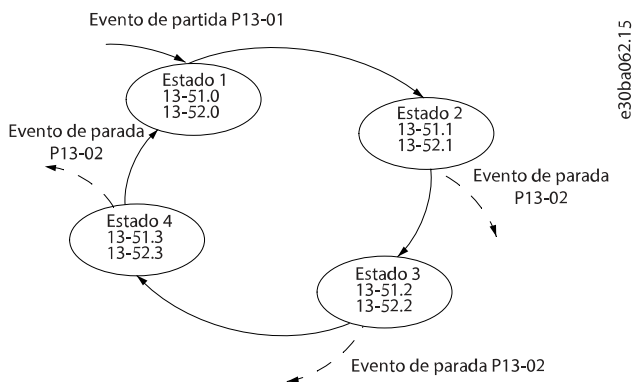 Evento de partida P13-01
Estado 1
13-51.0
13-52.0
Estado 2
13-51.1
13-52.1
Evento de parada
P13-02
Evento de parada
P13-02
Estado 4
13-51.3
13-52.3
Estado 3
13-51.2
13-52.2
Evento de parada P13-02
e30ba062.15